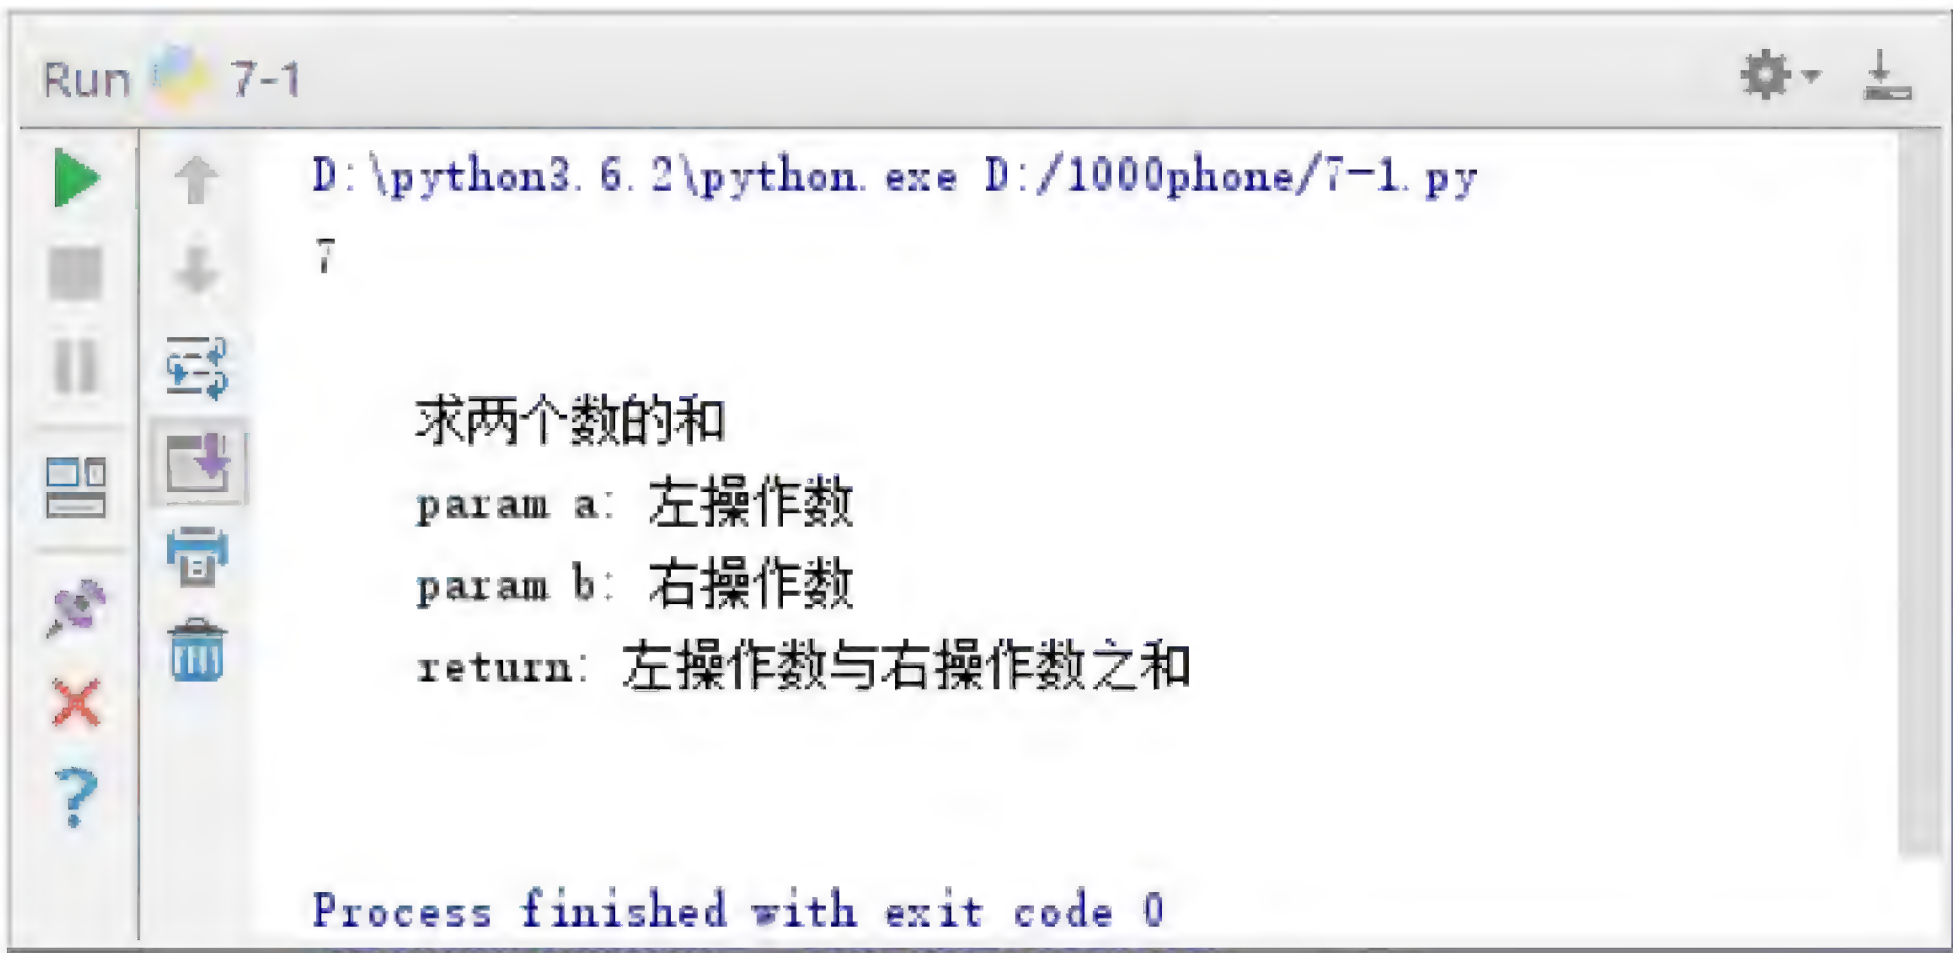 Run 7-1
D:\python3.6.2\python.exe D:/1000phone/7-1.py
7
求两个数的和
param a: 左操作数
param b: 右操作数
return: 左操作数与右操作数之和
Process finished with exit code 0